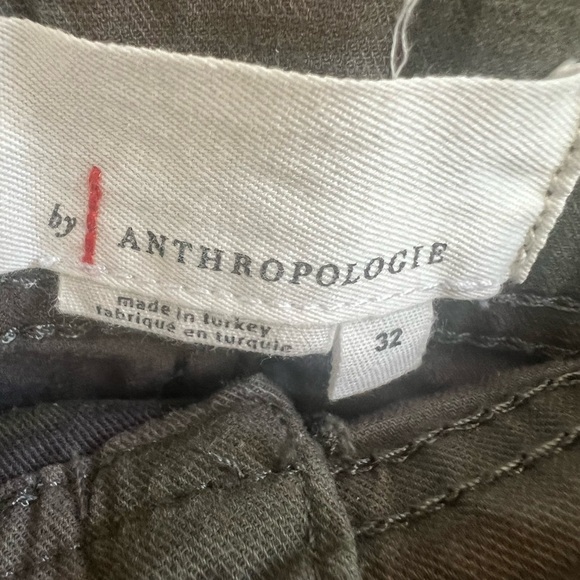 by ANTHROPOLOGIE
made in turkey
fabriqué en turquie
32